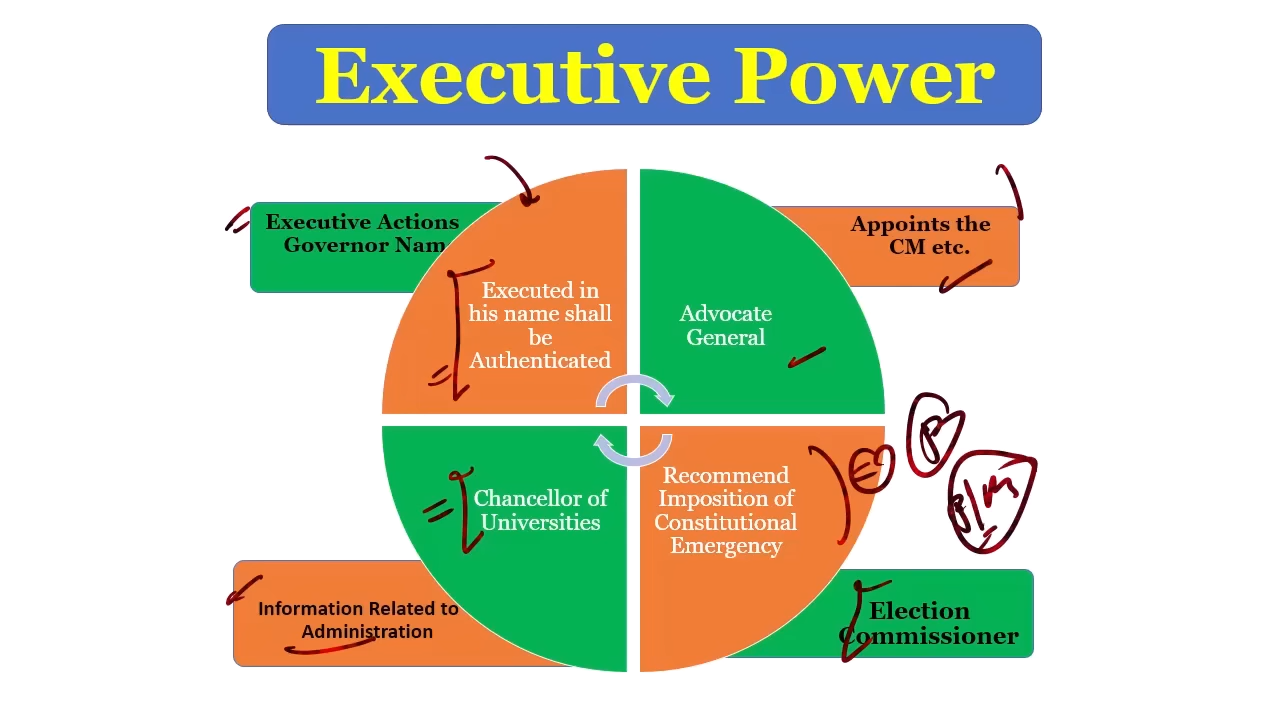 Executive Power
Executive Actions
Governor Nam
Executed in
his name shall
be
Authenticated
Advocate
General
Appoints the
CM etc.
Chancellor of
Universities
Recommend
Imposition of
Constitutional
Emergency
Information Related to
Administration
Election
Commissioner